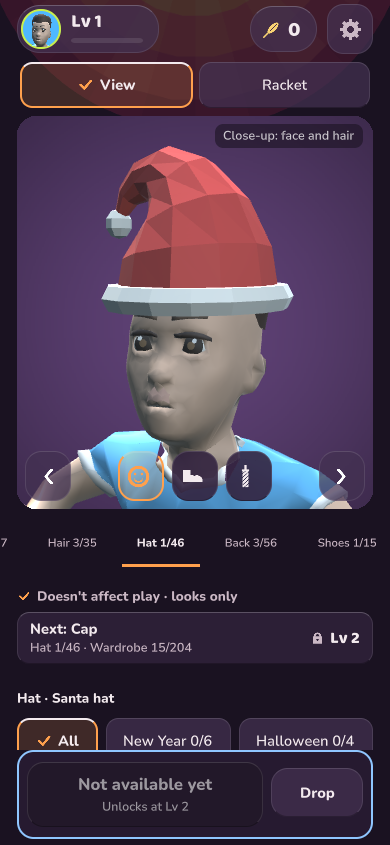 Lv 1
0
View
Racket
Close-up: face and hair
7
Hair 3/35
Hat 1/46
Back 3/56
Shoes 1/15
Doesn't affect play · looks only
Next: Cap
Hat 1/46 · Wardrobe 15/204
Lv 2
Hat · Santa hat
All
New Year 0/6
Halloween 0/4
Not available yet
Unlocks at Lv 2
Drop